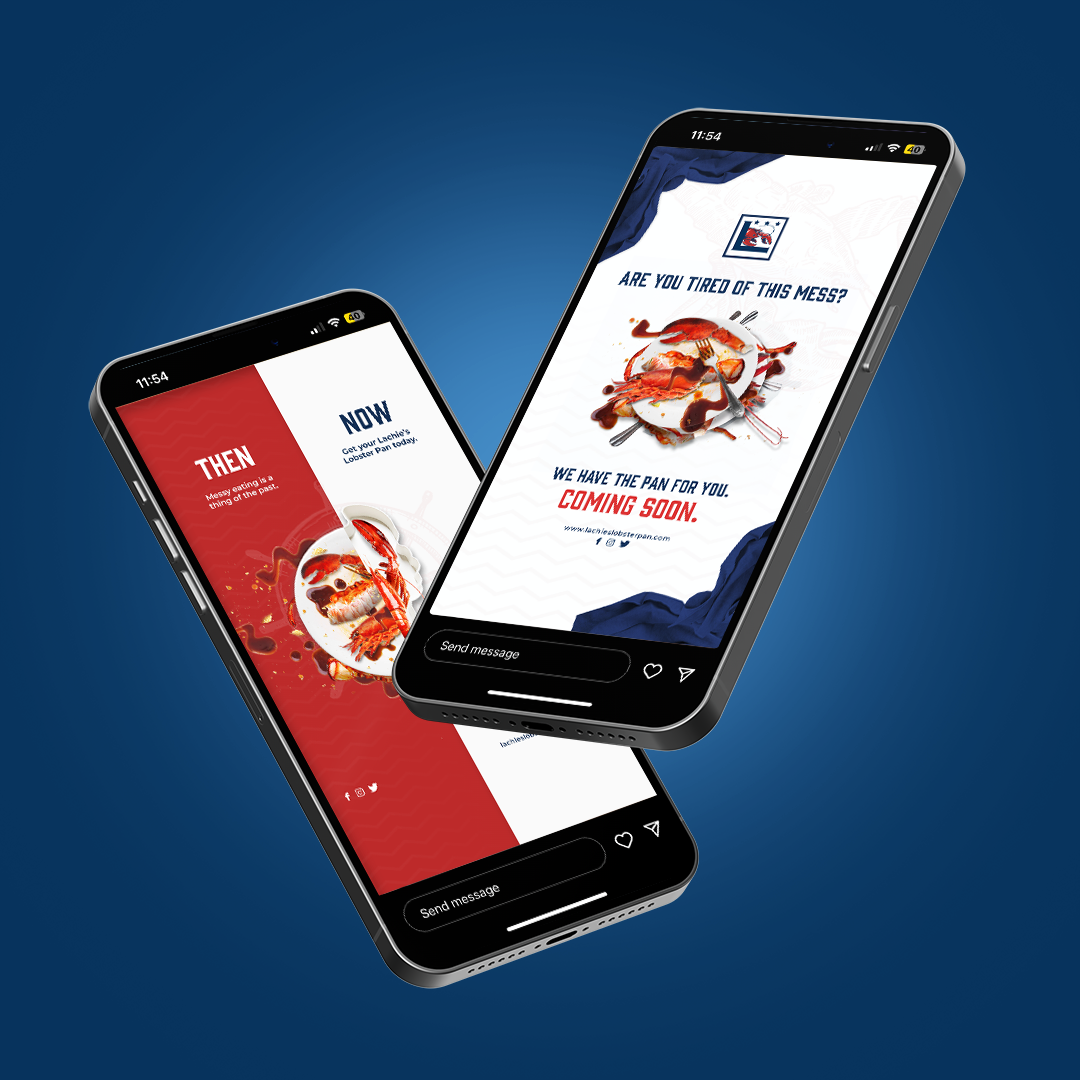 11:54
40
THEN
Messy eating is a
thing of the past.
NOW
Get your Lachie's
Lobster Pan today.
Send message
11:54
40
L
ARE YOU TIRED OF THIS MESS?
WE HAVE THE PAN FOR YOU.
COMING SOON.
www.lachieslobsterpan.com
Send message